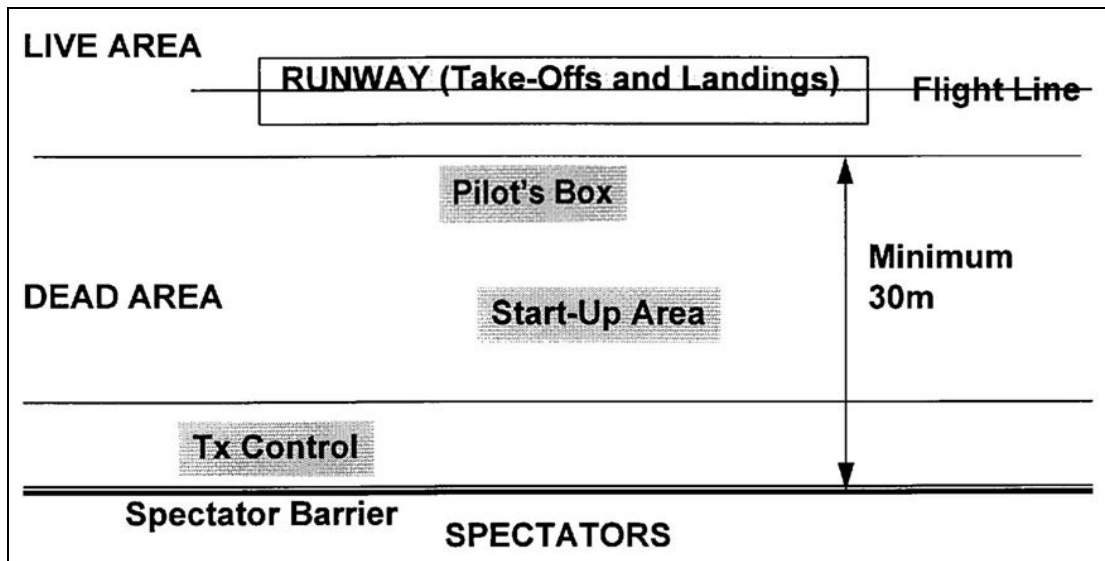 LIVE AREA
RUNWAY (Take-Offs and Landings)
Flight Line
Pilot's Box
Minimum
30m
DEAD AREA
Start-Up Area
Tx Control
Spectator Barrier
SPECTATORS